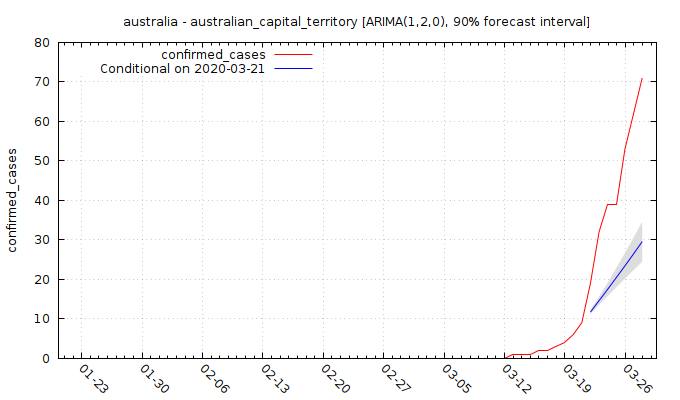 australia - australian_capital_territory [ARIMA(1,2,0), 90% forecast interval]
confirmed_cases
Conditional on 2020-03-21
confirmed_cases
80
70
60
50
40
30
20
10
0
01-23 01-30 02-06 02-13 02-20 02-27 03-05 03-12 03-19 03-26